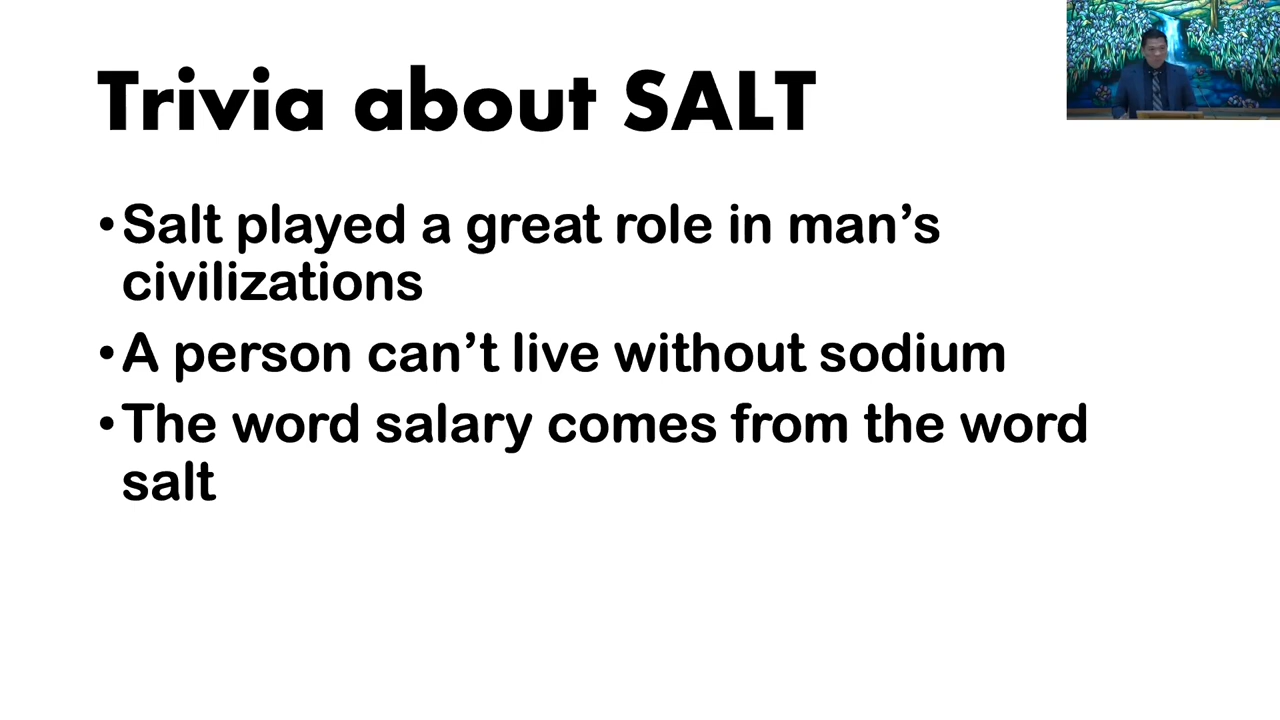 Trivia about SALT
•Salt played a great role in man’s
civilizations
•A person can’t live without sodium
•The word salary comes from the word
salt